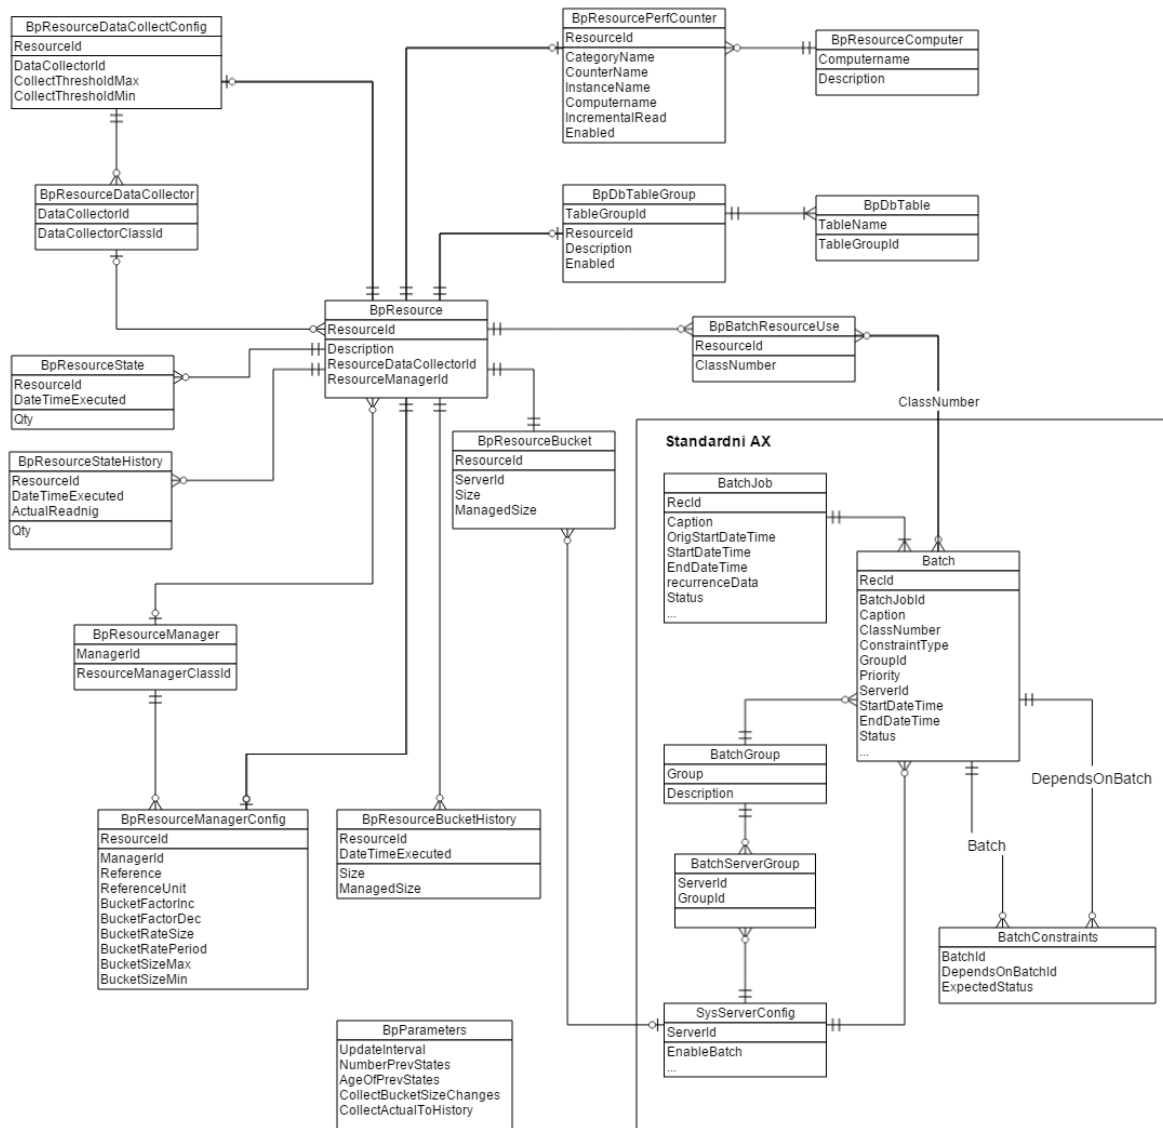 BpResourceDataCollectConfig
ResourceId
DataCollectorId
CollectThresholdMax
CollectThresholdMin
BpResourcePerfCounter
ResourceId
CategoryName
CounterName
InstanceName
Computername
IncrementalRead
Enabled
BpResourceComputer
Computername
Description
BpResourceDataCollector
DataCollectorId
DataCollectorClassId
BpDbTableGroup
TableGroupId
ResourceId
Description
Enabled
BpDbTable
TableName
TableGroupId
BpResource
ResourceId
Description
ResourceDataCollectorId
ResourceManagerId
BpBatchResourceUse
ResourceId
ClassNumber
BpResourceState
ResourceId
DateTimeExecuted
Qty
ClassNumber
BpResourceStateHistory
ResourceId
DateTimeExecuted
ActualReadnig
Qty
BpResourceBucket
ResourceId
ServerId
Size
ManagedSize
Standardni AX
BatchJob
RecId
Caption
OrigStartDateTime
StartDateTime
EndDateTime
recurrenceData
Status
...
Batch
RecId
BatchJobId
Caption
ClassNumber
ConstraintType
GroupId
Priority
ServerId
StartDateTime
EndDateTime
Status
...
BpResourceManager
ManagerId
ResourceManagerClassId
BatchGroup
Group
Description
DependsOnBatch
Batch
BpResourceManagerConfig
ResourceId
ManagerId
Reference
ReferenceUnit
BucketFactorInc
BucketFactorDec
BucketRateSize
BucketRatePeriod
BucketSizeMax
BucketSizeMin
BpResourceBucketHistory
ResourceId
DateTimeExecuted
Size
ManagedSize
BatchServerGroup
ServerId
GroupId
BatchConstraints
BatchId
DependsOnBatchId
ExpectedStatus
SysServerConfig
ServerId
EnableBatch
...
BpParameters
UpdateInterval
NumberPrevStates
AgeOfPrevStates
CollectBucketSizeChanges
CollectActualToHistory